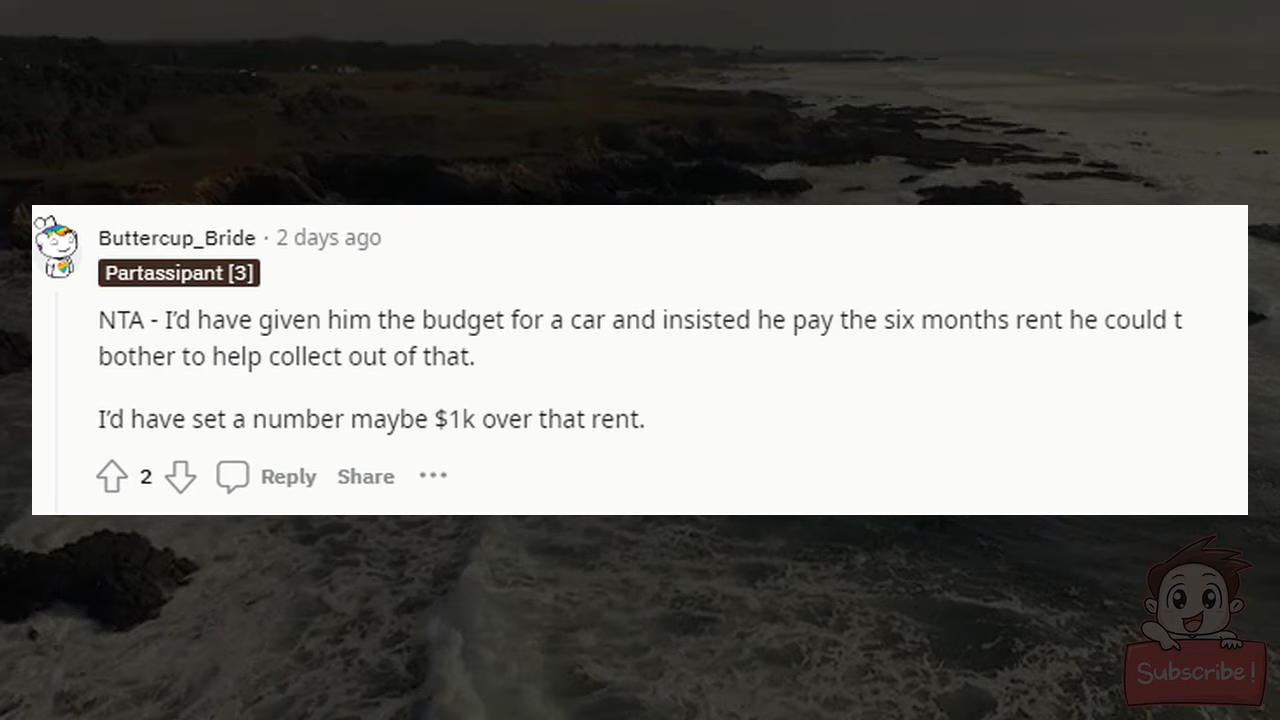 Buttercup_Bride · 2 days ago
Partassipant [3]
NTA - I’d have given him the budget for a car and insisted he pay the six months rent he could t
bother to help collect out of that.
I’d have set a number maybe $1k over that rent.
2 Reply Share ···
Subscribe!